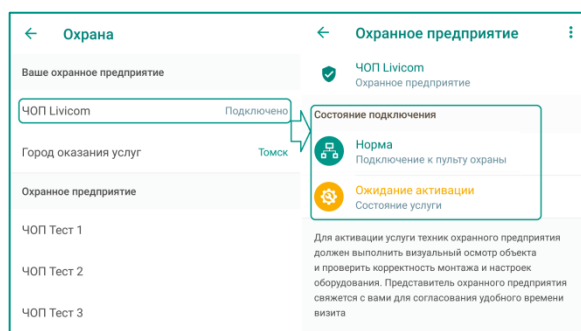 Охрана
Ваше охранное предприятие
ЧОП Livicom Подключено
Город оказания услуг Томск
Охранное предприятие
ЧОП Тест 1
ЧОП Тест 2
ЧОП Тест 3
Охранное предприятие
ЧОП Livicom
Охранное предприятие
Состояние подключения
Норма
Подключение к пульту охраны
Ожидание активации
Состояние услуги
Для активации услуги техник охранного предприятия
должен выполнить визуальный осмотр объекта
и проверить корректность монтажа и настроек
оборудования. Представитель охранного предприятия
свяжется с вами для согласования удобного времени
визита